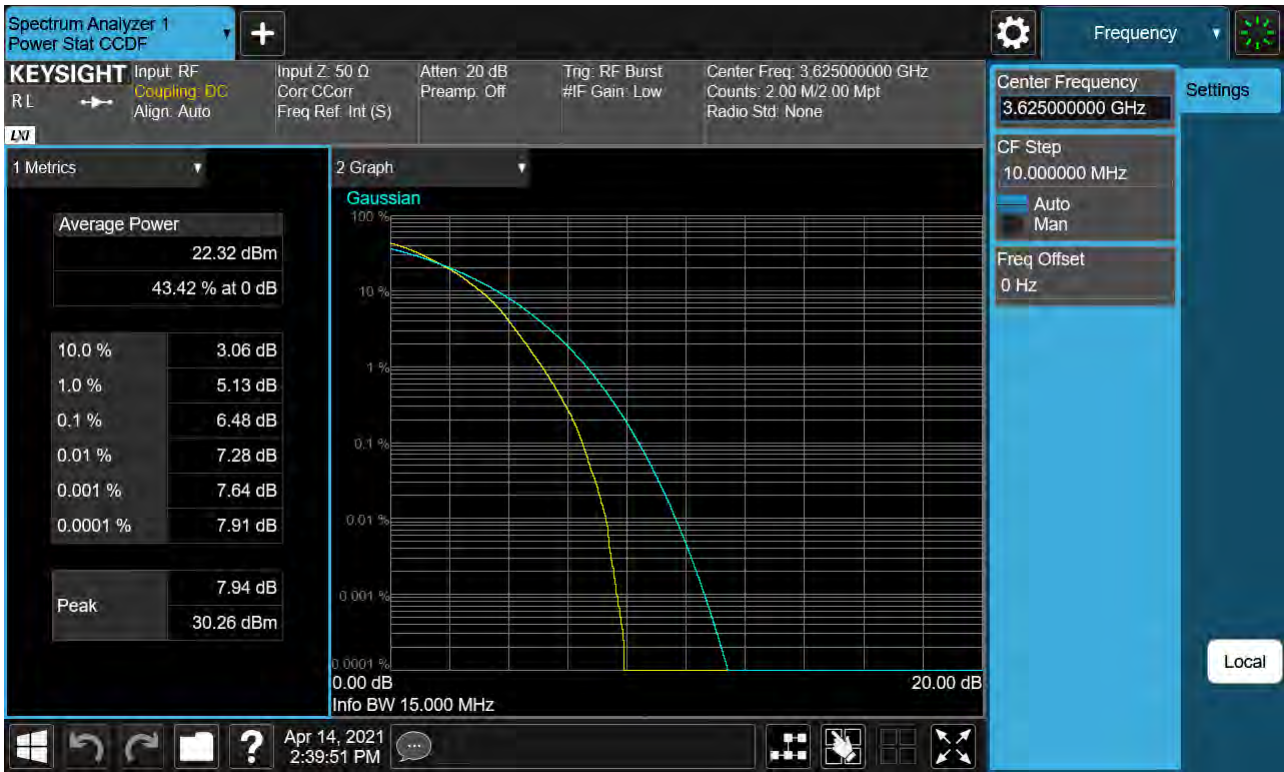 Spectrum Analyzer 1
Power Stat CCDF
Frequency
KEYSIGHT
RL
LXI
Input: RF
Coupling: DC
Align: Auto
Input Z: 50 Ω
Corr CCorr
Freq Ref: Int (S)
Atten: 20 dB
Preamp: Off
Trig: RF Burst
#IF Gain: Low
Center Freq: 3.625000000 GHz
Counts: 2.00 M/2.00 Mpt
Radio Std: None
Center Frequency
3.625000000 GHz
Settings
CF Step
10.000000 MHz
Auto
Man
Freq Offset
0 Hz
1 Metrics
Average Power
22.32 dBm
43.42 % at 0 dB
10.0 % 3.06 dB
1.0 % 5.13 dB
0.1 % 6.48 dB
0.01 % 7.28 dB
0.001 % 7.64 dB
0.0001 % 7.91 dB
Peak 7.94 dB
30.26 dBm
2 Graph
Gaussian
100 %
10 %
1 %
0.1 %
0.01 %
0.001 %
0.0001 %
0.00 dB 20.00 dB
Info BW 15.000 MHz
Local
Apr 14, 2021
2:39:51 PM